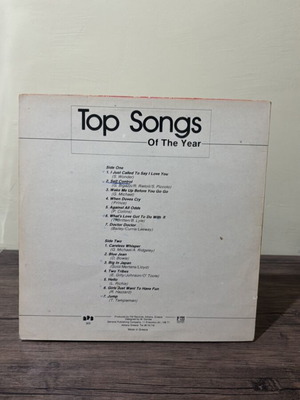 Top Songs
Of The Year
Side One
1. I Just Called To Say I Love You
(S. Wonder)
2. Self Control
3. Wake Me Up Before You Go Go
(G. Michael)
4. When Doves Cry
(Prince)
5. Against All Odds
(P. Collins)
6. What's Love Got To Do With It
7. Doctor Doctor
(Bailey/Currie/Leeway)
Side Two
1. Careless Whisper
(G. Michael/A. Ridgeley)
2. Blue Jean
(D. Bowie)
3. Big In Japan
4. Two Tribes
5. Hello
(L. Richie)
6. Girls Just Want To Have Fun
(R. Hazard)
7. Jump
Made in Greece